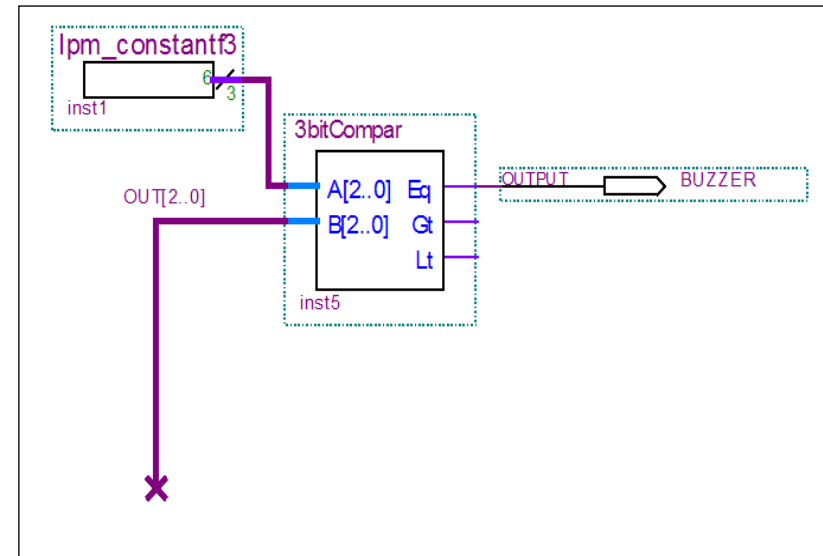 lpm_constantf3
6
3
inst1
3bitCompar
A[2..0] Eq
B[2..0] Gt
Lt
inst5
OUTPUT
BUZZER
OUT[2..0]